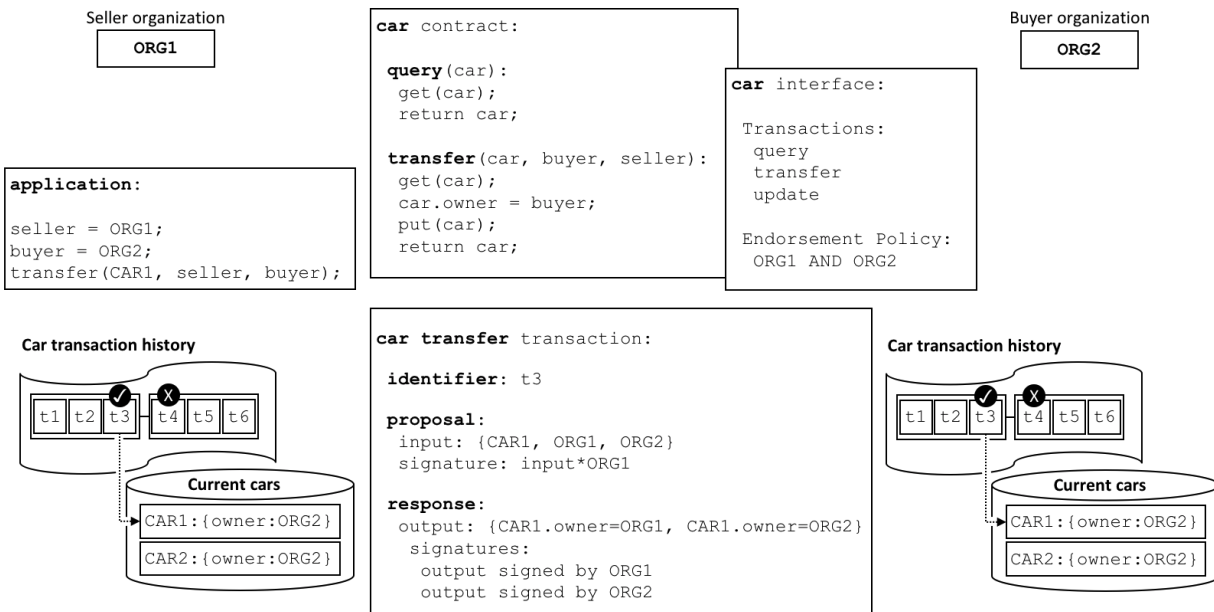 Seller organization
ORG1
Buyer organization
ORG2
car contract:
query(car):
get(car);
return car;
transfer(car, buyer, seller):
get(car);
car.owner = buyer;
put(car);
return car;
car interface:
Transactions:
query
transfer
update
Endorsement Policy:
ORG1 AND ORG2
application:
seller = ORG1;
buyer = ORG2;
transfer(CAR1, seller, buyer);
Car transaction history
✓ X
t1 t2 t3 t4 t5 t6
Current cars
CAR1:{owner:ORG2}
CAR2:{owner:ORG2}
car transfer transaction:
identifier: t3
proposal:
input: {CAR1, ORG1, ORG2}
signature: input*ORG1
response:
output: {CAR1.owner=ORG1, CAR1.owner=ORG2}
signatures:
output signed by ORG1
output signed by ORG2
Car transaction history
✓ X
t1 t2 t3 t4 t5 t6
Current cars
CAR1:{owner:ORG2}
CAR2:{owner:ORG2}